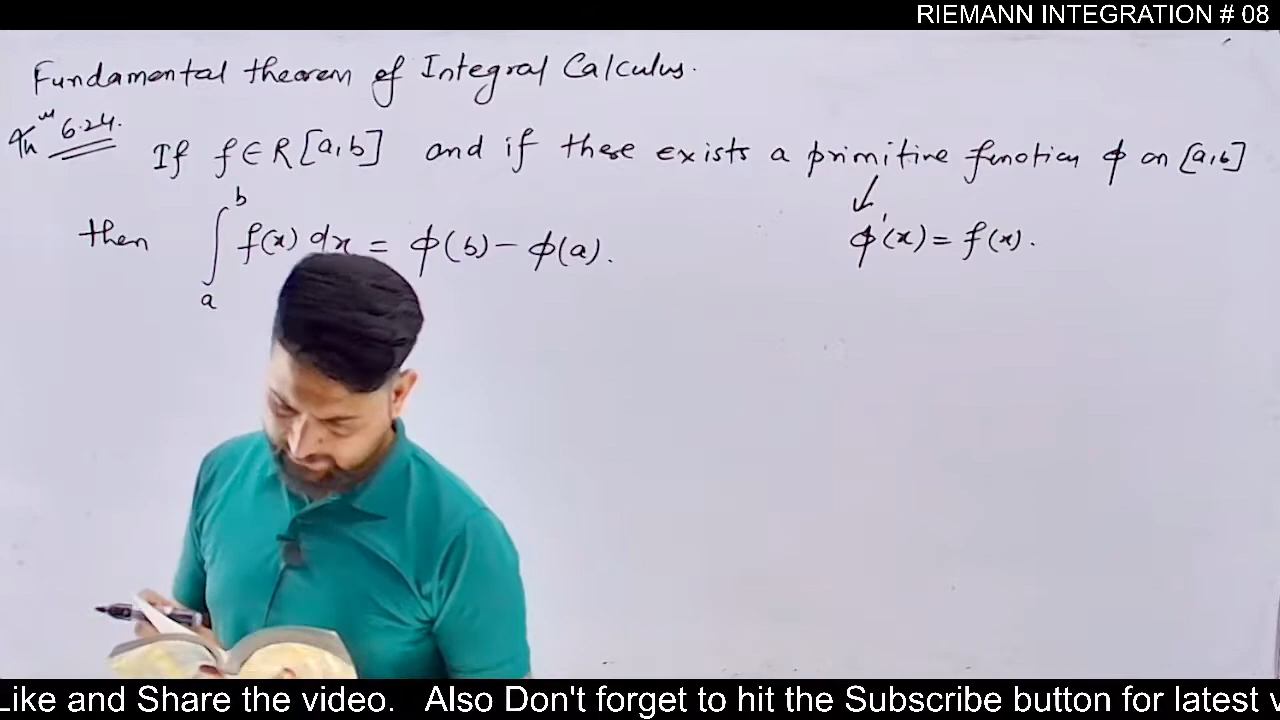 RIEMANN INTEGRATION # 08
Fundamental theorem of Integral Calculus.
Th^m 6.24. If f∈R[a,b] and if there exists a primitive function ϕ on [a,b]
then ∫_a^b f(x) dx = ϕ(b) - ϕ(a). ϕ'(x) = f(x).
Like and Share the video. Also Don't forget to hit the Subscribe button for latest